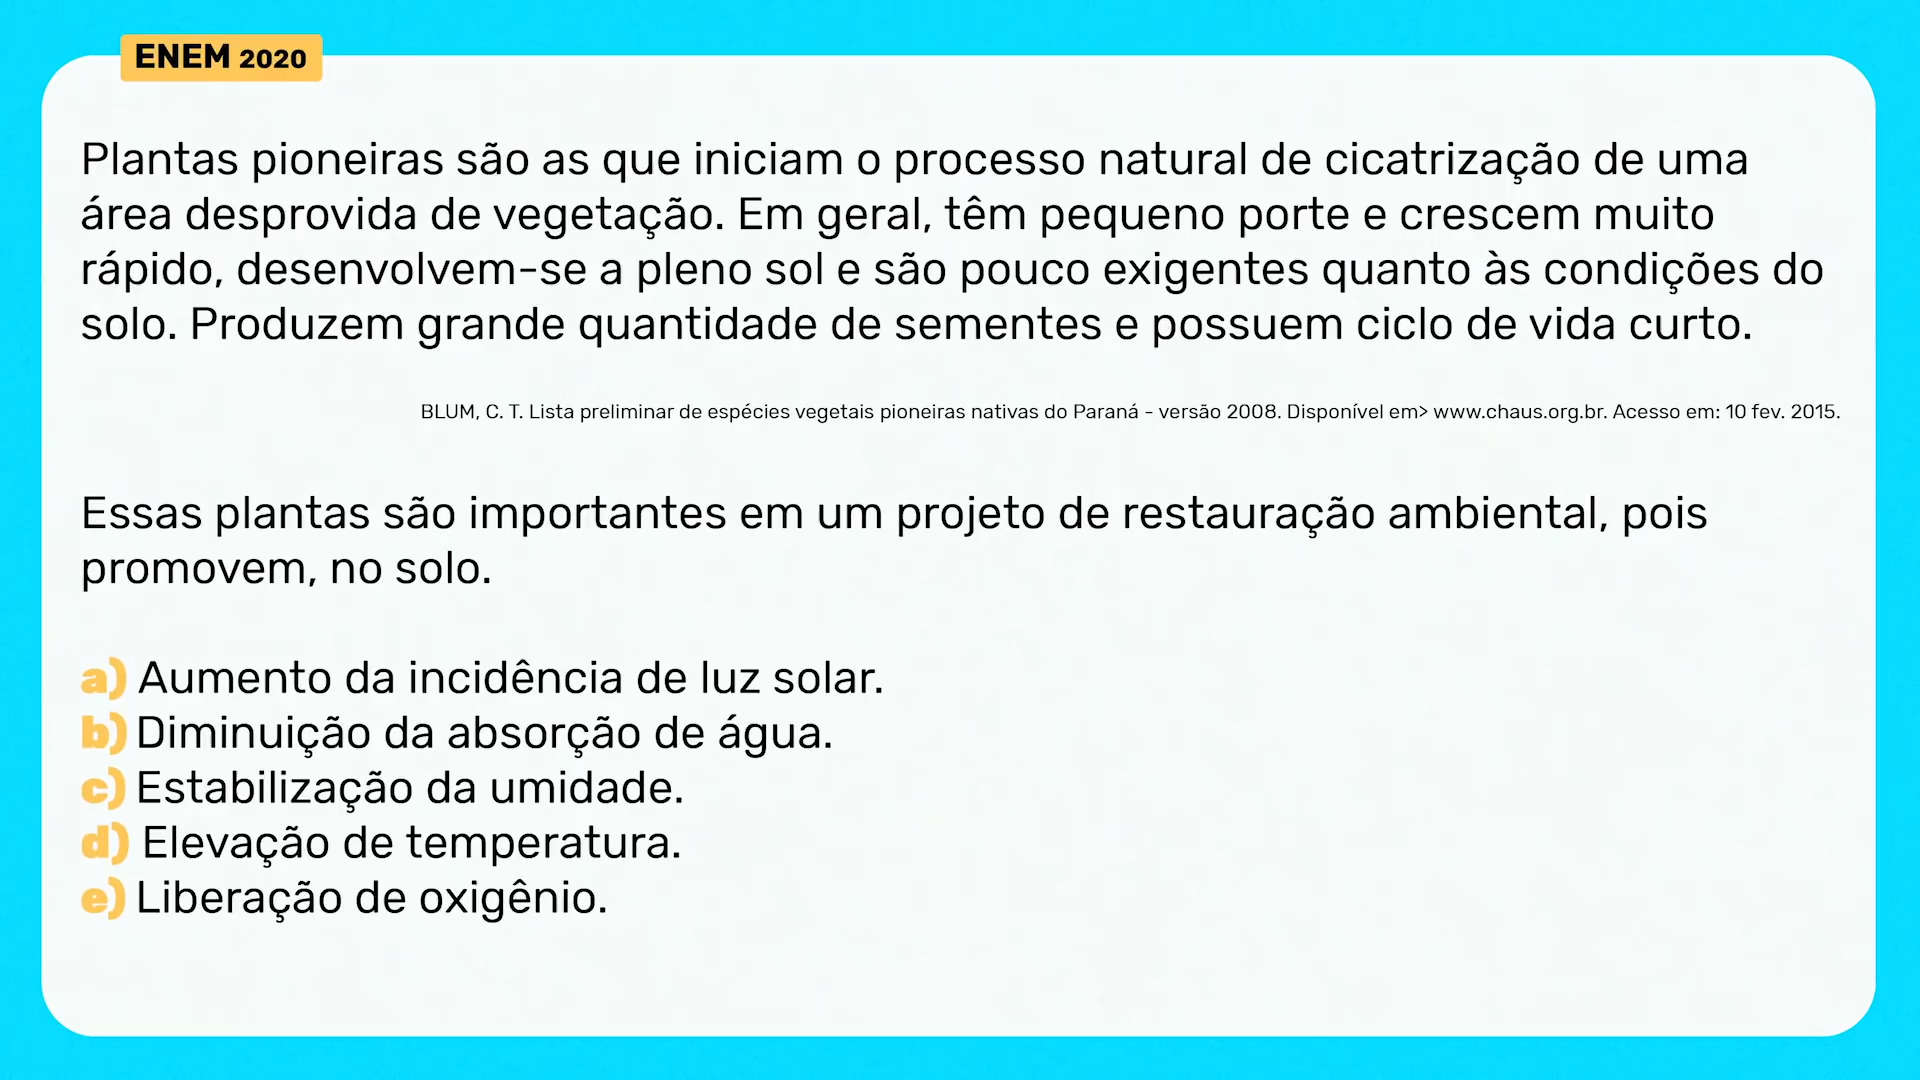 ENEM 2020
Plantas pioneiras são as que iniciam o processo natural de cicatrização de uma
área desprovida de vegetação. Em geral, têm pequeno porte e crescem muito
rápido, desenvolvem-se a pleno sol e são pouco exigentes quanto às condições do
solo. Produzem grande quantidade de sementes e possuem ciclo de vida curto.
BLUM, C. T. Lista preliminar de espécies vegetais pioneiras nativas do Paraná - versão 2008. Disponível em> www.chaus.org.br. Acesso em: 10 fev. 2015.
Essas plantas são importantes em um projeto de restauração ambiental, pois
promovem, no solo.
a) Aumento da incidência de luz solar.
b) Diminuição da absorção de água.
c) Estabilização da umidade.
d) Elevação de temperatura.
e) Liberação de oxigênio.